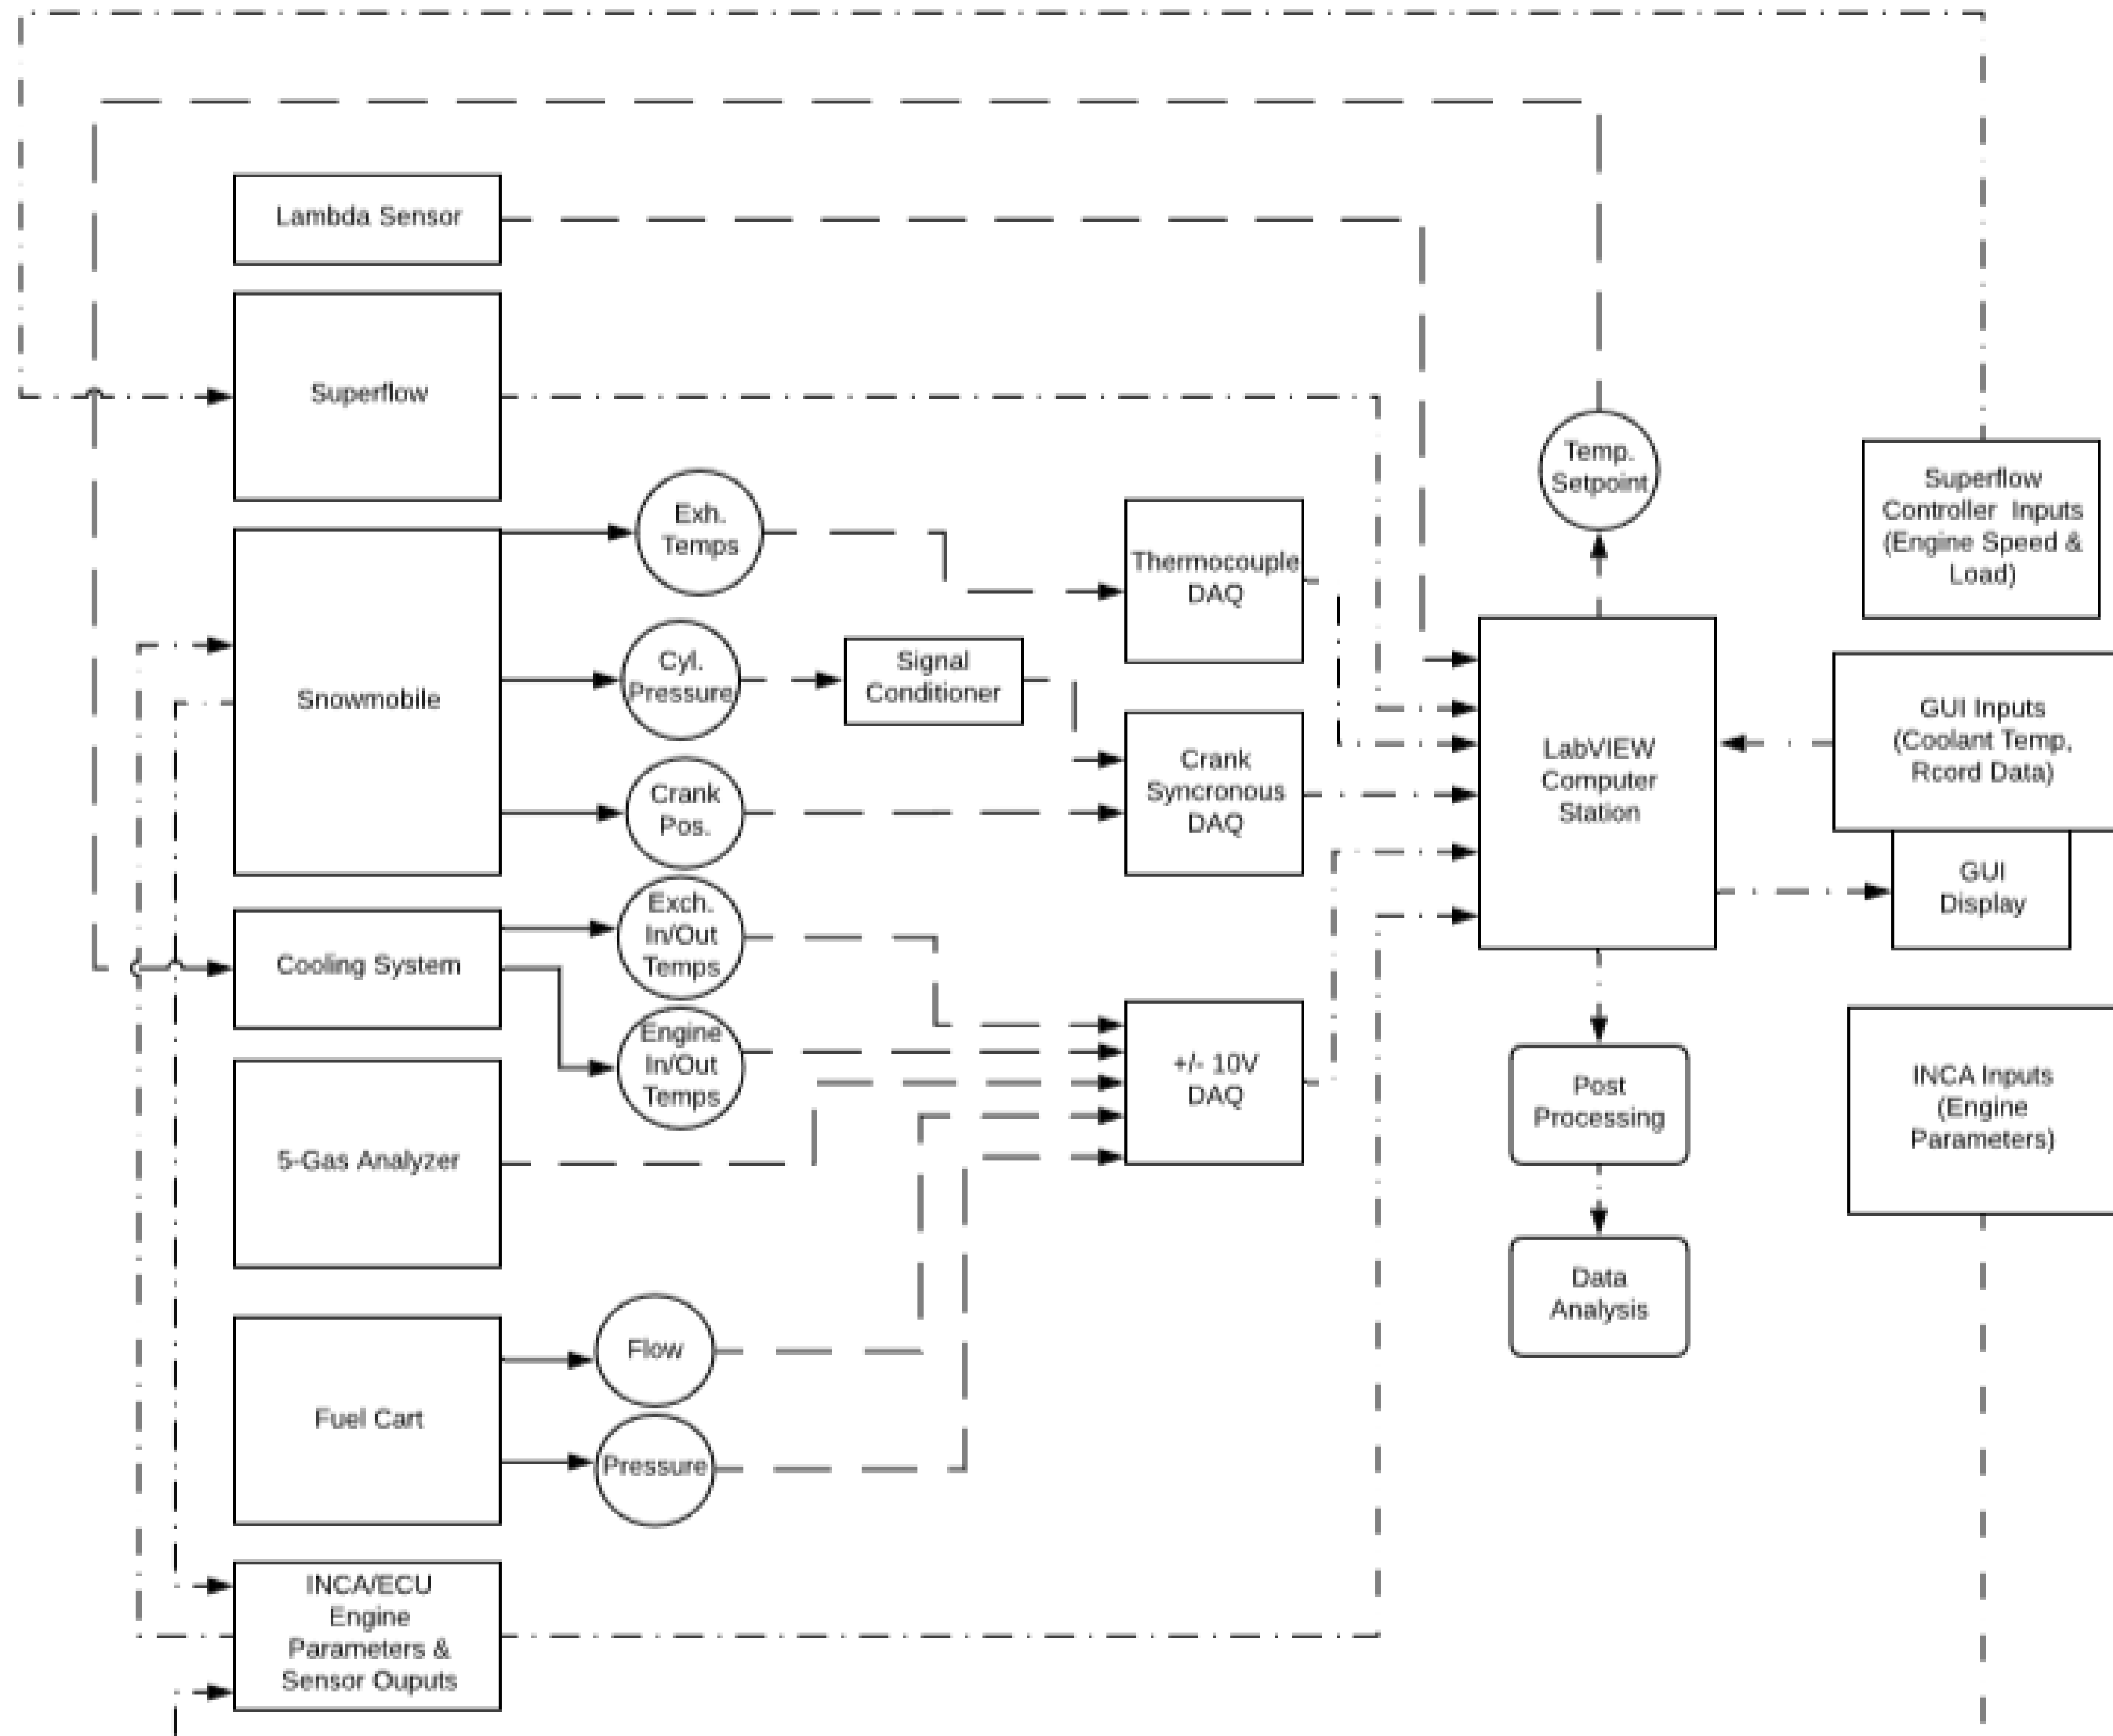 Lambda Sensor
Superflow
Exh.
Temps
Temp.
Setpoint
Superflow
Controller Inputs
(Engine Speed &
Load)
Thermocouple
DAQ
Snowmobile
Cyl.
Pressure
Signal
Conditioner
Crank
Pos.
Crank
Syncronous
DAQ
LabVIEW
Computer
Station
GUI Inputs
(Coolant Temp,
Rcord Data)
GUI
Display
Cooling System
Exch.
In/Out
Temps
Engine
In/Out
Temps
+/- 10V
DAQ
Post
Processing
INCA Inputs
(Engine
Parameters)
5-Gas Analyzer
Data
Analysis
Fuel Cart
Flow
Pressure
INCA/ECU
Engine
Parameters &
Sensor Ouputs